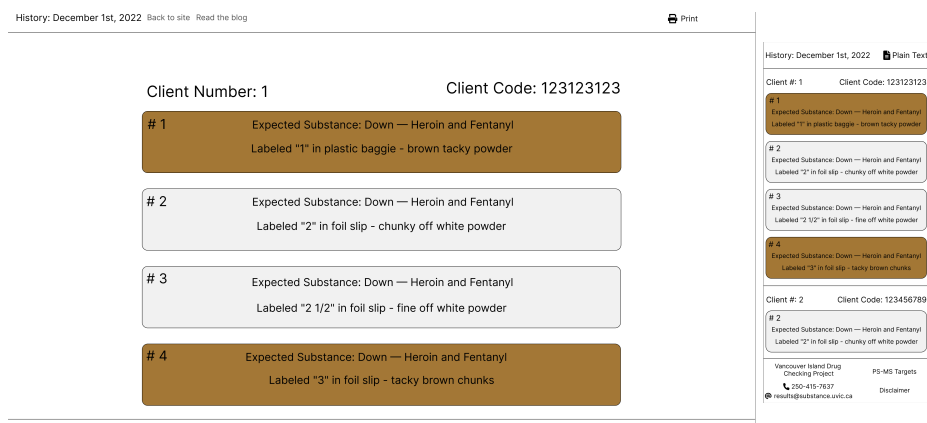 History: December 1st, 2022 Back to site Read the blog
Print
Client Number: 1
Client Code: 123123123
# 1
Expected Substance: Down — Heroin and Fentanyl
Labeled "1" in plastic baggie - brown tacky powder
# 2
Expected Substance: Down — Heroin and Fentanyl
Labeled "2" in foil slip - chunky off white powder
# 3
Expected Substance: Down — Heroin and Fentanyl
Labeled "2 1/2" in foil slip - fine off white powder
# 4
Expected Substance: Down — Heroin and Fentanyl
Labeled "3" in foil slip - tacky brown chunks
History: December 1st, 2022
Plain Text
Client #: 1
Client Code: 123123123
# 1
Expected Substance: Down — Heroin and Fentanyl
Labeled "1" in plastic baggie - brown tacky powder
# 2
Expected Substance: Down — Heroin and Fentanyl
Labeled "2" in foil slip - chunky off white powder
# 3
Expected Substance: Down — Heroin and Fentanyl
Labeled "2 1/2" in foil slip - fine off white powder
# 4
Expected Substance: Down — Heroin and Fentanyl
Labeled "3" in foil slip - tacky brown chunks
Client #: 2
Client Code: 123456789
# 2
Expected Substance: Down — Heroin and Fentanyl
Labeled "2" in foil slip - chunky off white powder
Vancouver Island Drug
Checking Project
PS-MS Targets
250-415-7637
results@substance.uvic.ca
Disclaimer